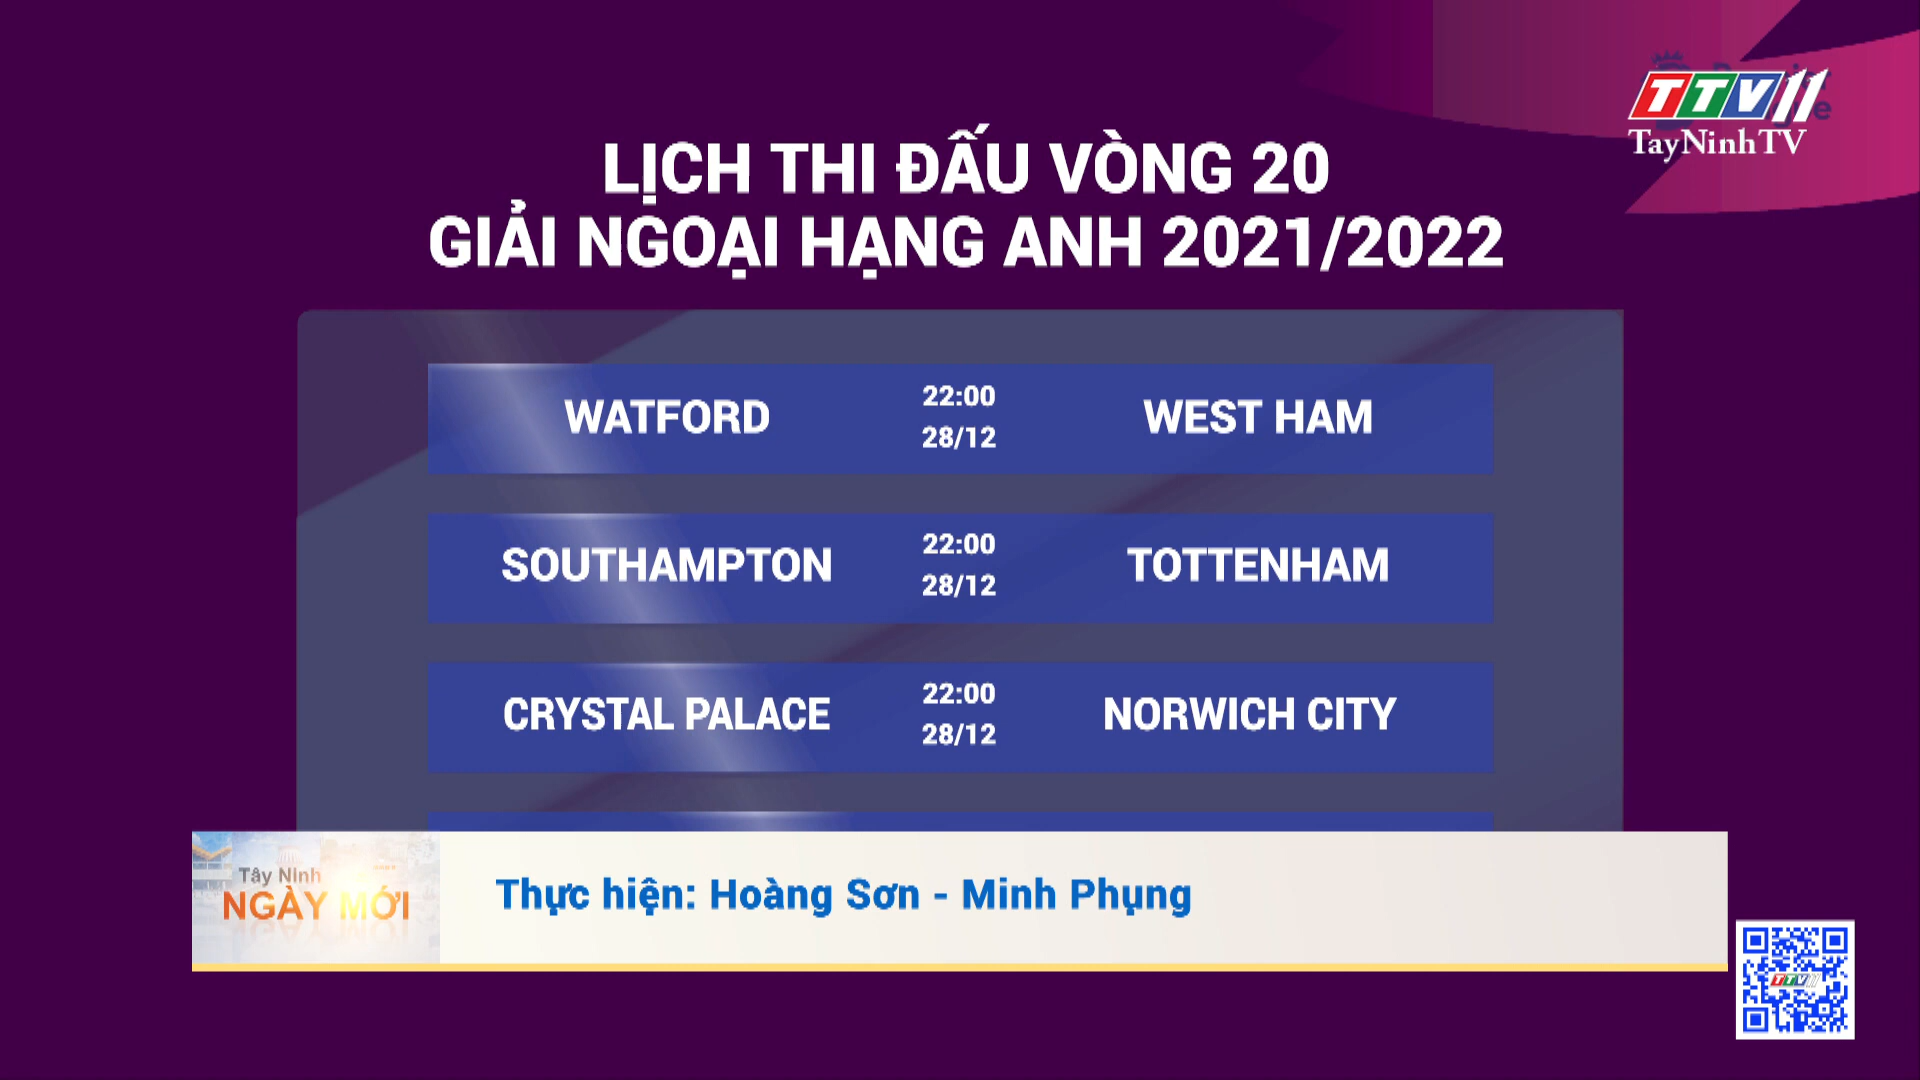 TTV11
TayNinhTV
LỊCH THI ĐẤU VÒNG 20
GIẢI NGOẠI HẠNG ANH 2021/2022
WATFORD
22:00
28/12
WEST HAM
SOUTHAMPTON
22:00
28/12
TOTTENHAM
CRYSTAL PALACE
22:00
28/12
NORWICH CITY
Tây Ninh
NGÀY MỚI
Thực hiện: Hoàng Sơn - Minh Phụng
TTV11